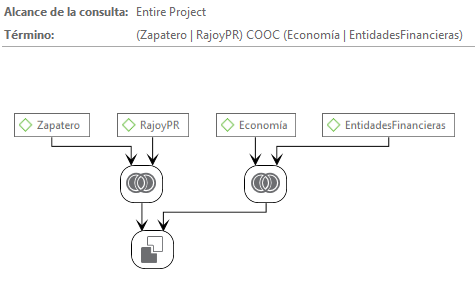 Alcance de la consulta: Entire Project
Término: (Zapatero | RajoyPR) COOC (Economía | EntidadesFinancieras)
Zapatero RajoyPR Economía EntidadesFinancieras